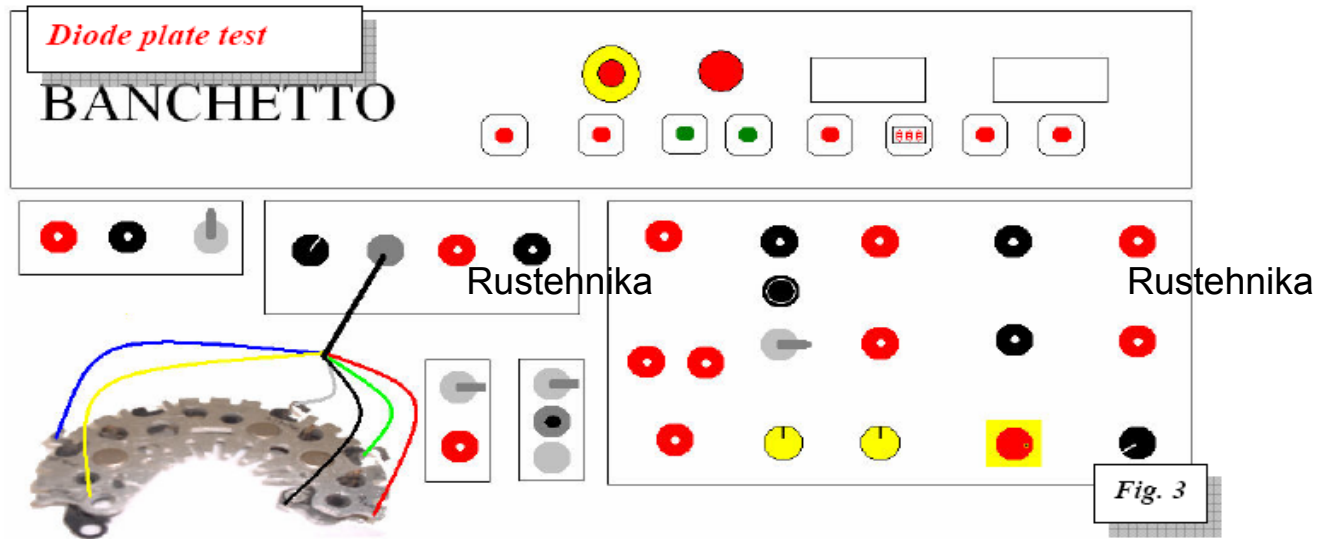 Diode plate test
BANCHETTO
Rustehnika
Rustehnika
Fig. 3